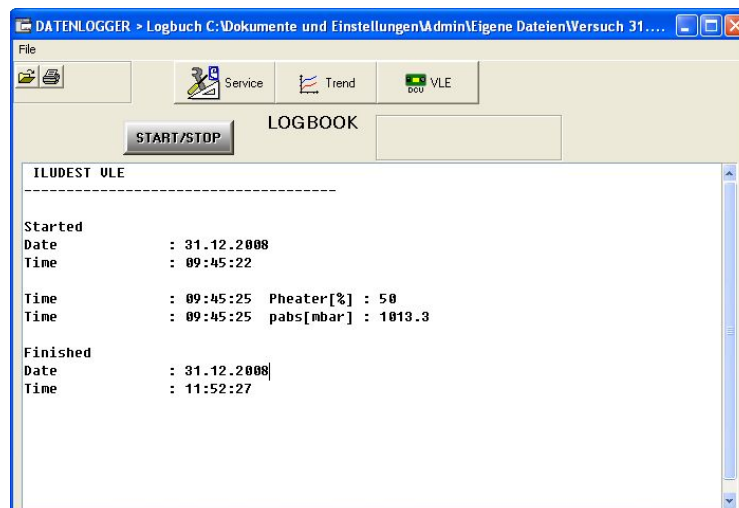 DATENLOGGER > Logbuch C:\Dokumente und Einstellungen\Admin\Eigene Dateien\Versuch 31....
File
Service
Trend
DCU
VLE
START/STOP
LOGBOOK
ILUDEST VLE
-------------------------------------
Started
Date : 31.12.2008
Time : 09:45:22
Time : 09:45:25 Pheater[%] : 50
Time : 09:45:25 pabs[mbar] : 1013.3
Finished
Date : 31.12.2008
Time : 11:52:27